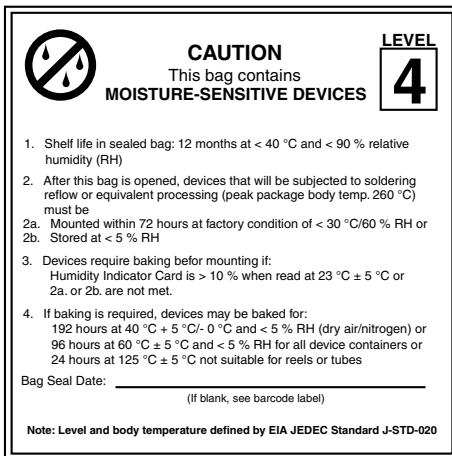 CAUTION
This bag contains
MOISTURE-SENSITIVE DEVICES
LEVEL
4
1. Shelf life in sealed bag: 12 months at < 40 °C and < 90 % relative
humidity (RH)
2. After this bag is opened, devices that will be subjected to soldering
reflow or equivalent processing (peak package body temp. 260 °C)
must be
2a. Mounted within 72 hours at factory condition of < 30 °C/60 % RH or
2b. Stored at < 5 % RH
3. Devices require baking befor mounting if:
Humidity Indicator Card is > 10 % when read at 23 °C ± 5 °C or
2a. or 2b. are not met.
4. If baking is required, devices may be baked for:
192 hours at 40 °C + 5 °C/- 0 °C and < 5 % RH (dry air/nitrogen) or
96 hours at 60 °C ± 5 °C and < 5 % RH for all device containers or
24 hours at 125 °C ± 5 °C not suitable for reels or tubes
Bag Seal Date:
(If blank, see barcode label)
Note: Level and body temperature defined by EIA JEDEC Standard J-STD-020